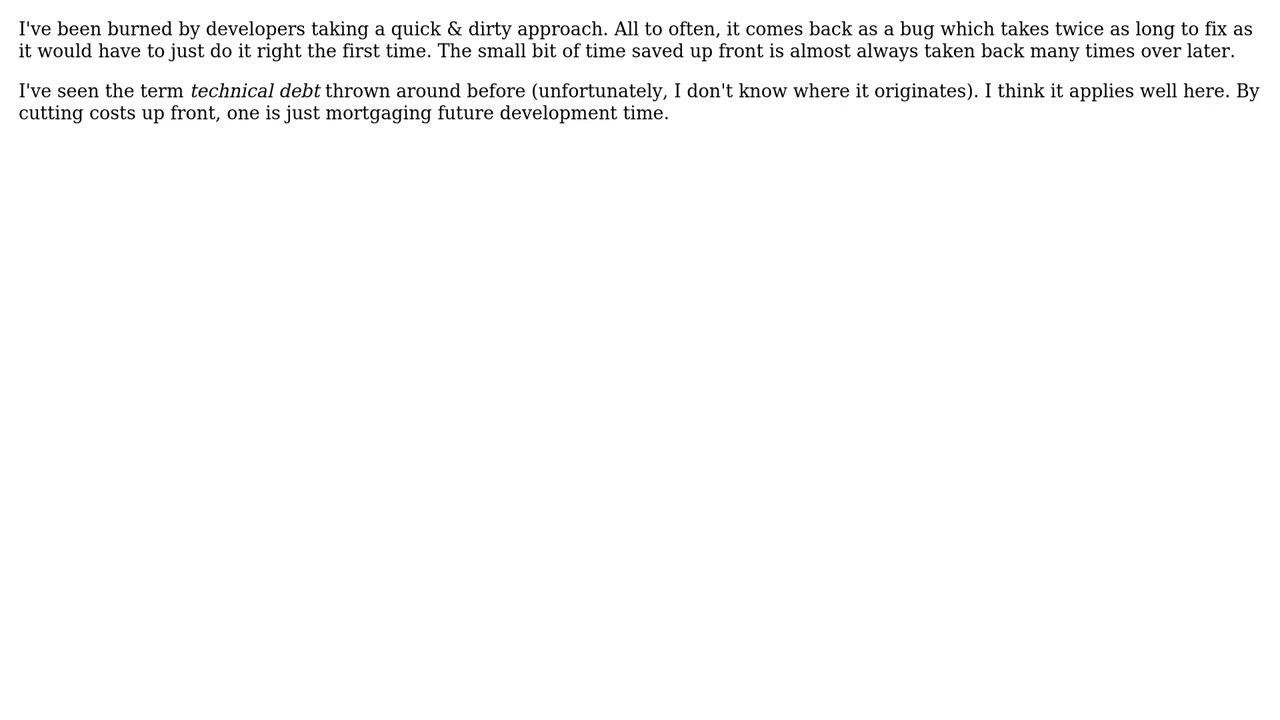 I've been burned by developers taking a quick & dirty approach. All to often, it comes back as a bug which takes twice as long to fix as
it would have to just do it right the first time. The small bit of time saved up front is almost always taken back many times over later.
I've seen the term technical debt thrown around before (unfortunately, I don't know where it originates). I think it applies well here. By
cutting costs up front, one is just mortgaging future development time.